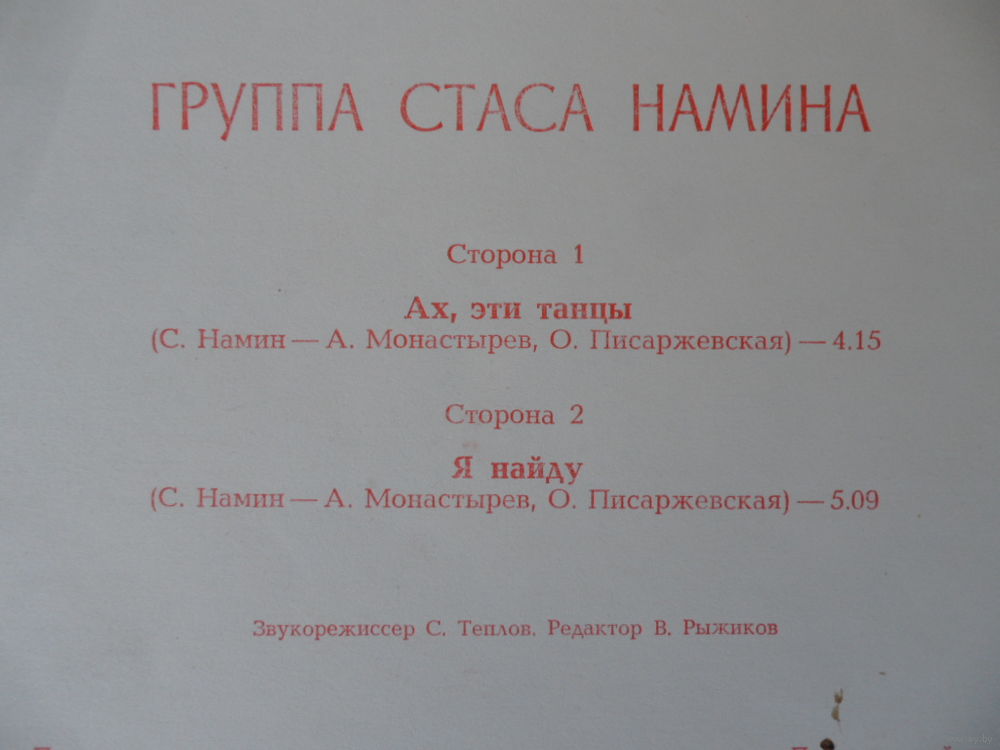 ГРУППА СТАСА НАМИНА
Сторона 1
Ах, эти танцы
(С. Намин — А. Монастырев, О. Писаржевская) — 4.15
Сторона 2
Я найду
(С. Намин — А. Монастырев, О. Писаржевская) — 5.09
Звукорежиссер С. Теплов. Редактор В. Рыжиков